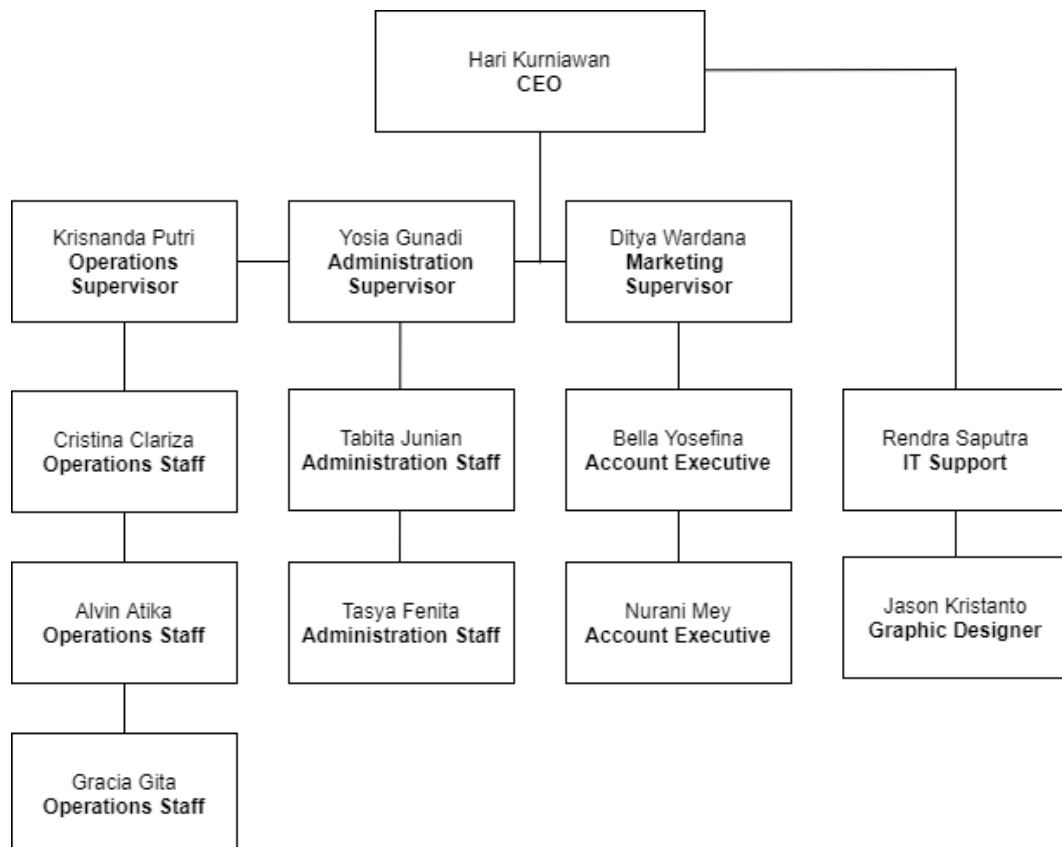 Hari Kurniawan
CEO
Krisnanda Putri
Operations
Supervisor
Yosia Gunadi
Administration
Supervisor
Ditya Wardana
Marketing
Supervisor
Cristina Clariza
Operations Staff
Tabita Junian
Administration Staff
Bella Yosefina
Account Executive
Rendra Saputra
IT Support
Alvin Atika
Operations Staff
Tasya Fenita
Administration Staff
Nurani Mey
Account Executive
Jason Kristanto
Graphic Designer
Gracia Gita
Operations Staff